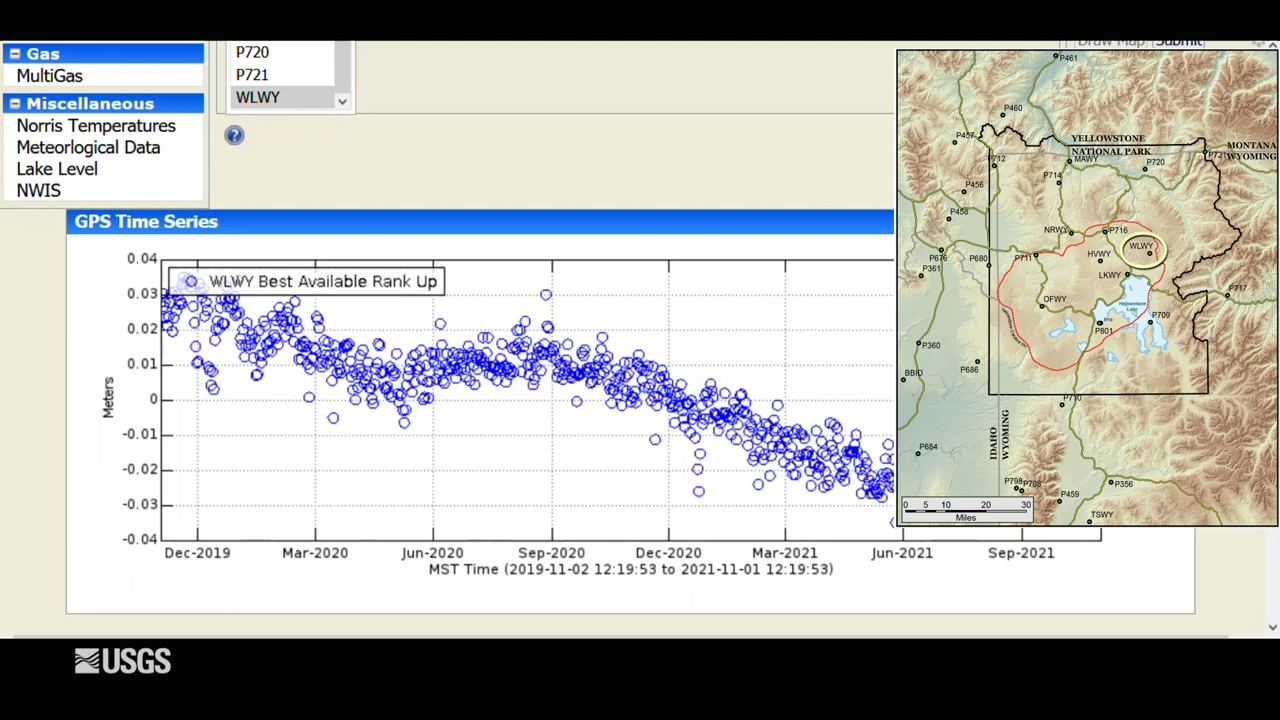 Gas
MultiGas
Miscellaneous
Norris Temperatures
Meteorlogical Data
Lake Level
NWIS
P720
P721
WLWY
Draw Map Submit
GPS Time Series
WLWY Best Available Rank Up
Meters
0.04
0.03
0.02
0.01
0
-0.01
-0.02
-0.03
-0.04
Dec-2019 Mar-2020 Jun-2020 Sep-2020 Dec-2020 Mar-2021 Jun-2021 Sep-2021
MST Time (2019-11-02 12:19:53 to 2021-11-01 12:19:53)
P461
P460
P457
YELLOWSTONE
NATIONAL PARK
MONTANA
WYOMING
P721
P712
MAWY
P720
P714
P456
P458
NRWY
P716
WLWY
P676
P680
P711
HVWY
P361
LKWY
P717
OFWY
Yellowstone
Lake
P709
P801
P360
P686
BBID
P710
IDAHO
WYOMING
P684
P798
P708
P459
P356
TSWY
0 5 10 20 30
Miles
USGS